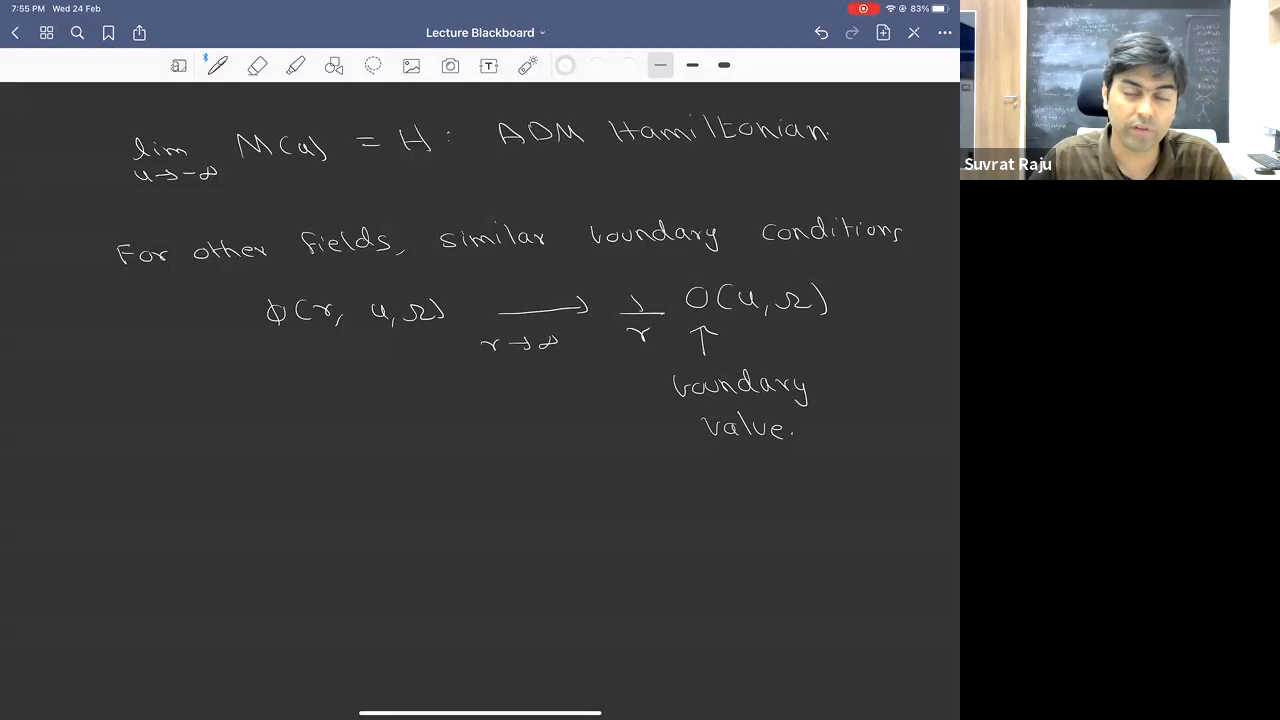 7:55 PM Wed 24 Feb
83%
Lecture Blackboard
lim M(u) = H : ADM Hamiltonian.
u→-∞
For other fields, similar boundary conditions
φ(r, u, Ω) ⟶ 1/r O(u, Ω)
r→∞
↑
boundary
value.
Suvrat Raju